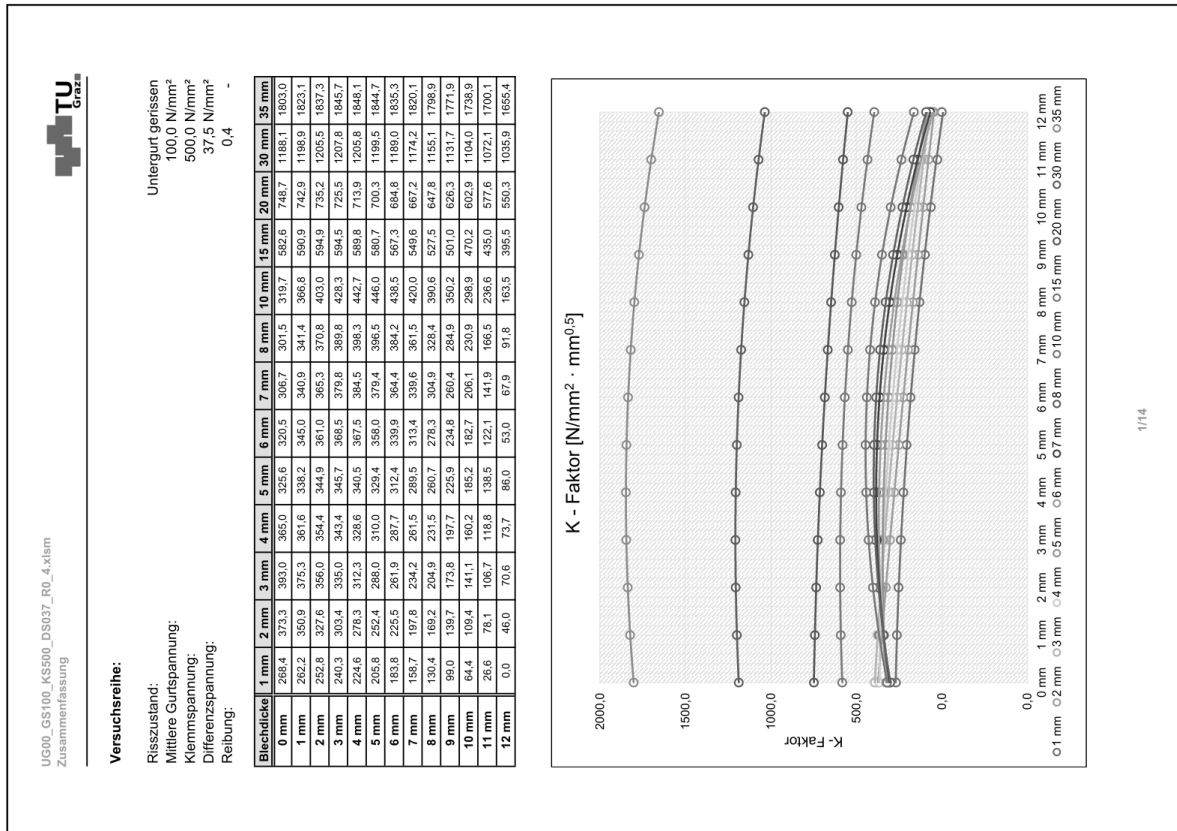 UG00_GS100_KS500_DS037_R0_4.xlsm
Zusammenfassung
TU
Graz
Versuchsreihe:
Risszustand: Untergurt gerissen
Mittlere Gurtspannung: 100,0 N/mm²
Klemmspannung: 500,0 N/mm²
Differenzspannung: 37,5 N/mm²
Reibung: 0,4 -
Blechdicke 1 mm 2 mm 3 mm 4 mm 5 mm 6 mm 7 mm 8 mm 10 mm 15 mm 20 mm 30 mm 35 mm
0 mm 268,4 373,3 393,0 365,0 325,6 320,5 306,7 301,5 319,7 582,6 748,7 1188,1 1803,0
1 mm 262,2 350,9 375,3 361,6 338,2 345,0 340,9 341,4 366,8 590,9 742,9 1198,9 1823,1
2 mm 252,8 327,6 356,0 354,4 344,9 361,0 365,3 370,8 403,0 594,9 735,2 1205,5 1837,3
3 mm 240,3 303,4 335,0 343,4 345,7 368,5 379,8 389,8 428,3 594,5 725,5 1207,8 1845,7
4 mm 224,6 278,3 312,3 328,6 340,5 367,5 384,5 398,3 442,7 589,8 713,9 1205,8 1848,1
5 mm 205,8 252,4 288,0 310,0 329,4 358,0 379,4 396,5 446,0 580,7 700,3 1199,5 1844,7
6 mm 183,8 225,5 261,9 287,7 312,4 339,9 364,4 384,2 438,5 567,3 684,8 1189,0 1835,3
7 mm 158,7 197,8 234,2 261,5 289,5 313,4 339,6 361,5 420,0 549,6 667,2 1174,2 1820,1
8 mm 130,4 169,2 204,9 231,5 260,7 278,3 304,9 328,4 390,6 527,5 647,8 1155,1 1798,9
9 mm 99,0 139,7 173,8 197,7 225,9 234,8 260,4 284,9 350,2 501,0 626,3 1131,7 1771,9
10 mm 64,4 109,4 141,1 160,2 185,2 182,7 206,1 230,9 298,9 470,2 602,9 1104,0 1738,9
11 mm 26,6 78,1 106,7 118,8 138,5 122,1 141,9 166,5 236,6 435,0 577,6 1072,1 1700,1
12 mm 0,0 46,0 70,6 73,7 86,0 53,0 67,9 91,8 163,5 395,5 550,3 1035,9 1655,4
K - Faktor [N/mm² · mm⁰,⁵]
K - Faktor
2000.0
1500.0
1000.0
500.0
0.0
0.0
0 mm 1 mm 2 mm 3 mm 4 mm 5 mm 6 mm 7 mm 8 mm 9 mm 10 mm 11 mm 12 mm
1 mm 2 mm 3 mm 4 mm 5 mm 6 mm 7 mm 8 mm 10 mm 15 mm 20 mm 30 mm 35 mm
1/14